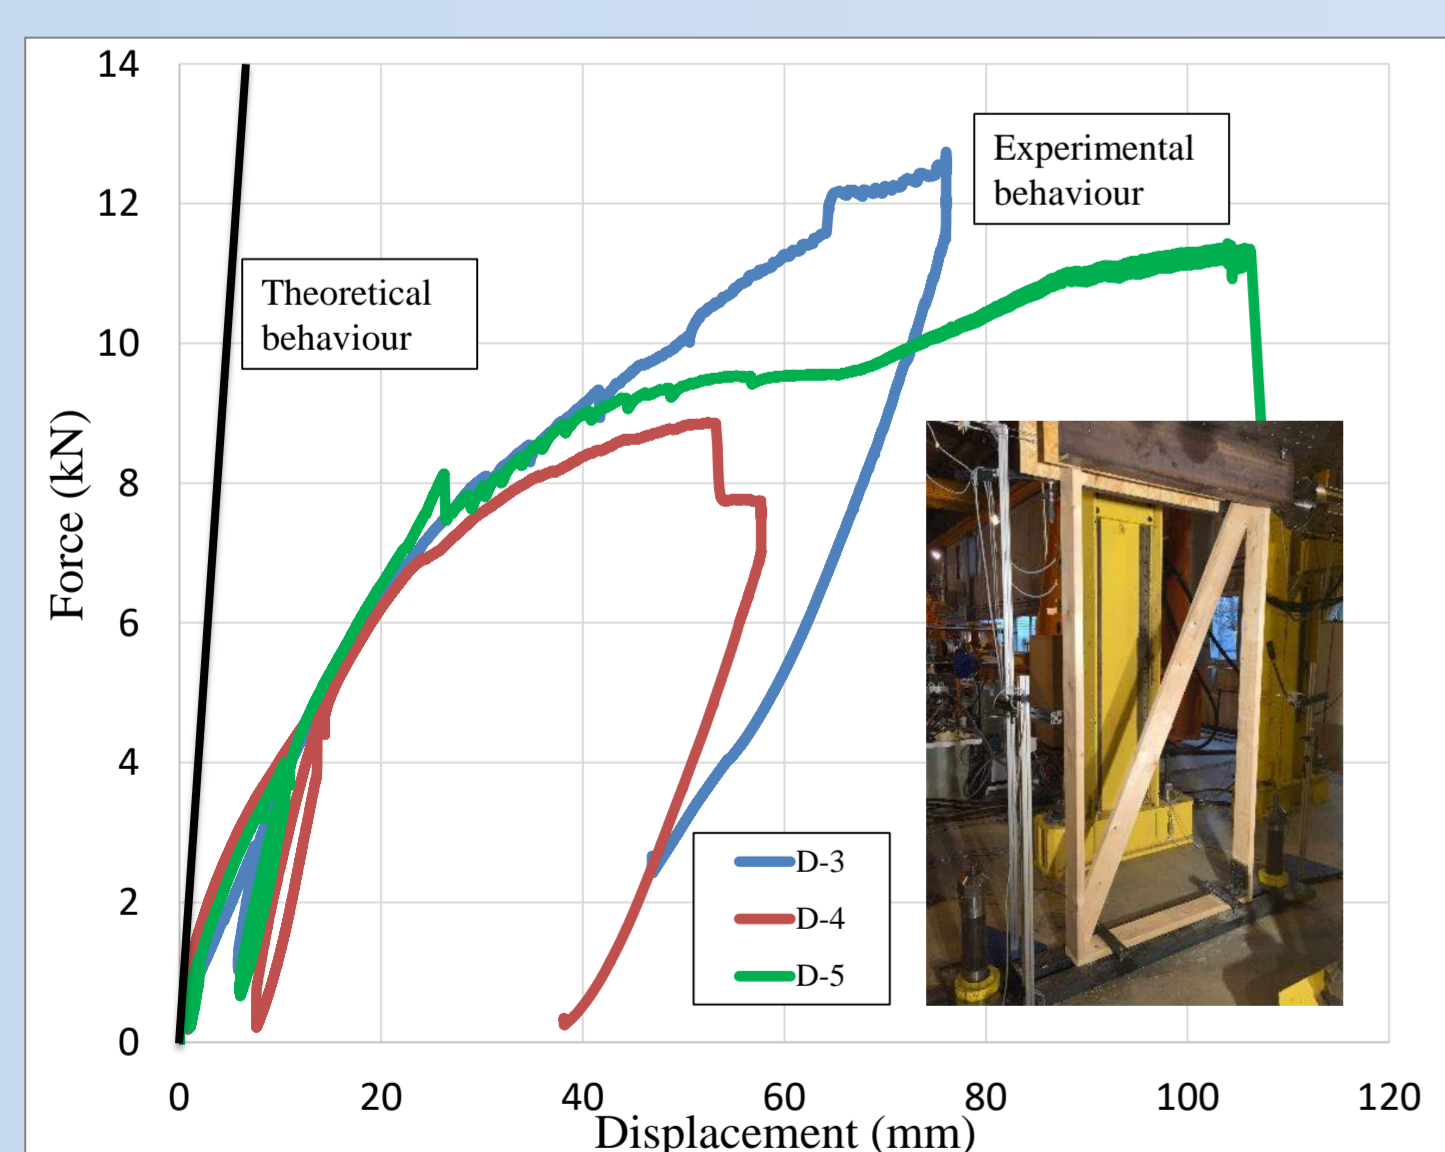 14
12
10
8
6
4
2
0
Force (kN)
Theoretical
behaviour
Experimental
behaviour
D-3
D-4
D-5
0 20 40 60 80 100 120
Displacement (mm)